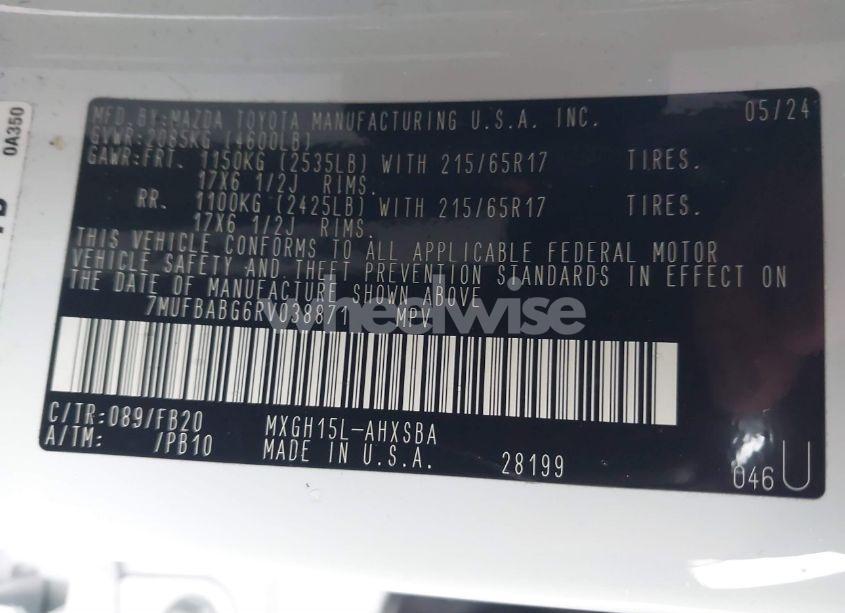 0A350
MFD.BY:MAZDA TOYOTA MANUFACTURING U.S.A. INC. 05/24
GVWR:2085KG (4600LB)
GAWR:FRT. 1150KG (2535LB) WITH 215/65R17 TIRES.
17X6 1/2J RIMS.
RR. 1100KG (2425LB) WITH 215/65R17 TIRES.
17X6 1/2J RIMS.
THIS VEHICLE CONFORMS TO ALL APPLICABLE FEDERAL MOTOR
VEHICLE SAFETY AND THEFT PREVENTION STANDARDS IN EFFECT ON
THE DATE OF MANUFACTURE SHOWN ABOVE
7MUFBABG6RV038871 MPV
wheelwise
C/TR:089/FB20 MXGH15L-AHXSBA
A/TM: /PB10 MADE IN U.S.A. 28199 046 U